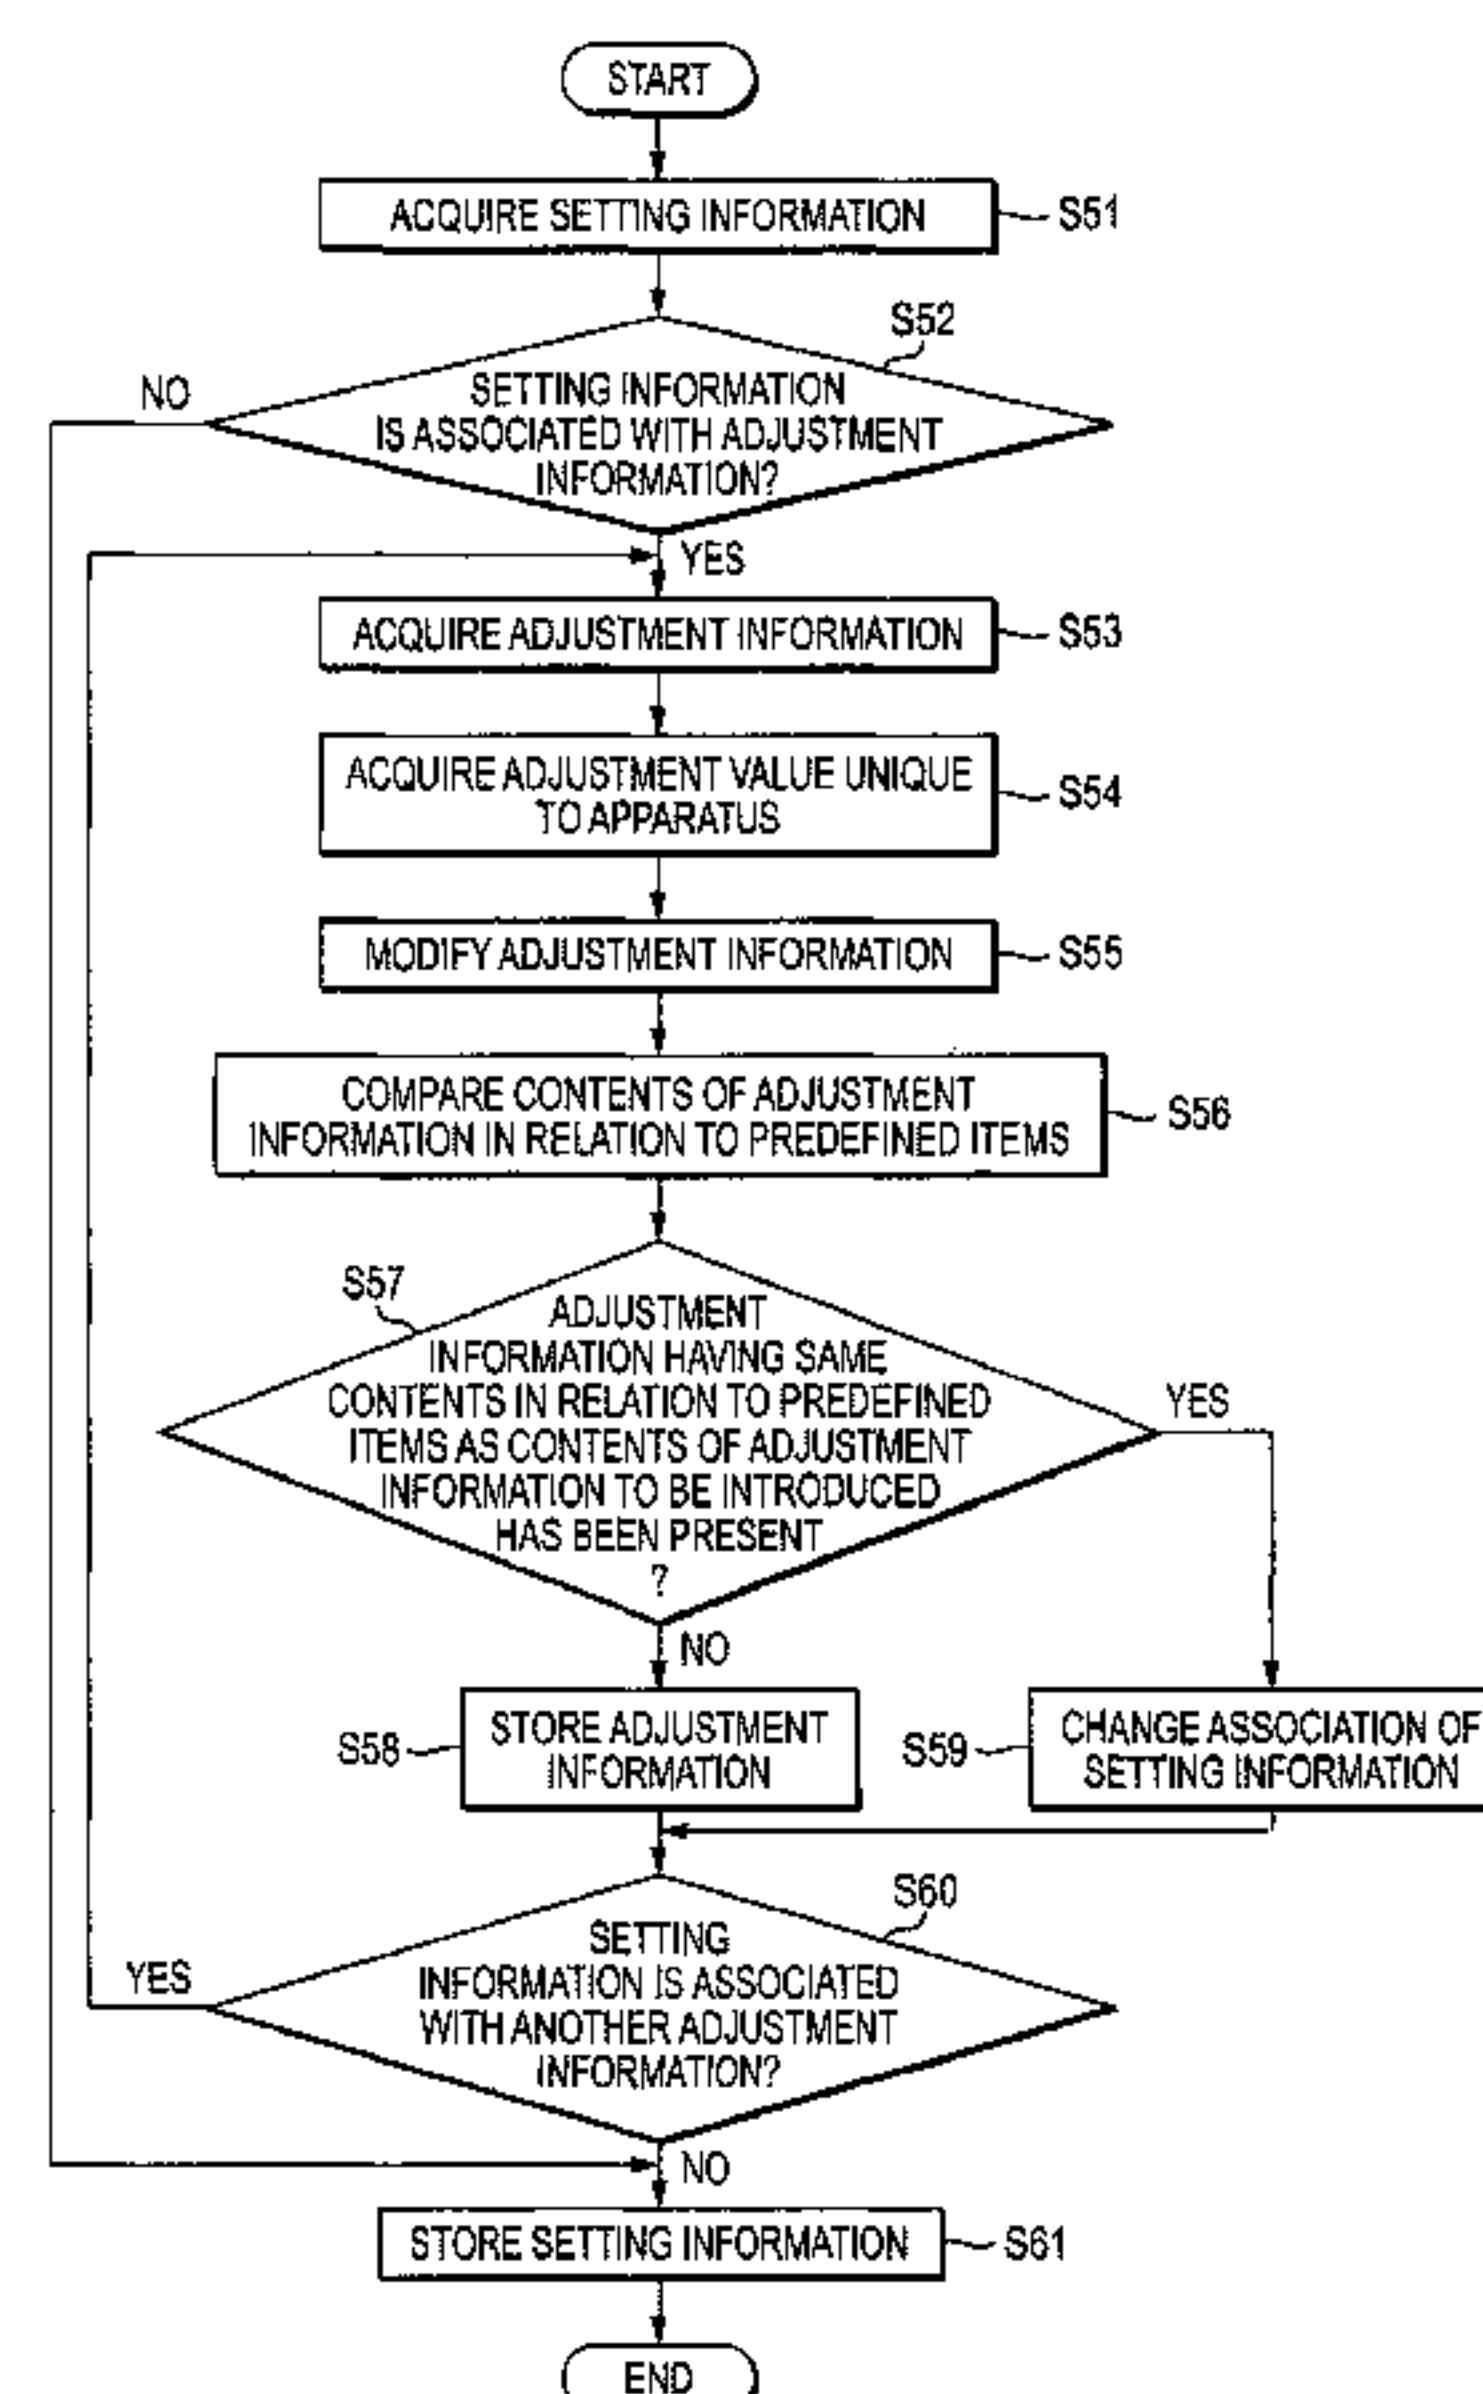 START
ACQUIRE SETTING INFORMATION
S51
S52
NO
SETTING INFORMATION
IS ASSOCIATED WITH ADJUSTMENT
INFORMATION?
YES
ACQUIRE ADJUSTMENT INFORMATION
S53
ACQUIRE ADJUSTMENT VALUE UNIQUE
TO APPARATUS
S54
MODIFY ADJUSTMENT INFORMATION
S55
COMPARE CONTENTS OF ADJUSTMENT
INFORMATION IN RELATION TO PREDEFINED ITEMS
S56
S57
ADJUSTMENT
INFORMATION HAVING SAME
CONTENTS IN RELATION TO PREDEFINED
ITEMS AS CONTENTS OF ADJUSTMENT
INFORMATION TO BE INTRODUCED
HAS BEEN PRESENT
?
YES
NO
S58
STORE ADJUSTMENT
INFORMATION
S59
CHANGE ASSOCIATION OF
SETTING INFORMATION
S60
SETTING
INFORMATION IS ASSOCIATED
WITH ANOTHER ADJUSTMENT
INFORMATION?
YES
NO
STORE SETTING INFORMATION
S61
END